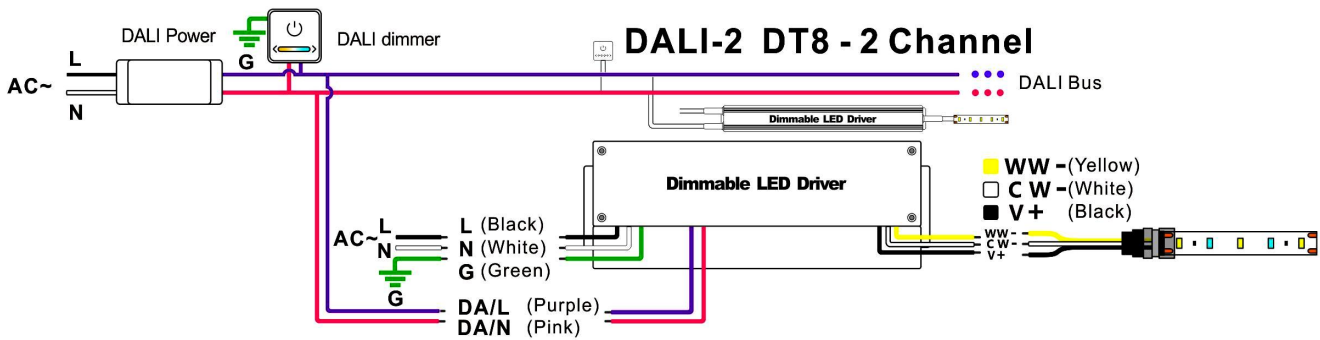 DALI Power
DALI dimmer
G
DALI-2 DT8 - 2 Channel
L
AC~
N
DALI Bus
Dimmable LED Driver
Dimmable LED Driver
WW - (Yellow)
CW - (White)
V+ (Black)
L
AC~
N
G
L (Black)
N (White)
G (Green)
WW -
CW -
V+
DA/L (Purple)
DA/N (Pink)